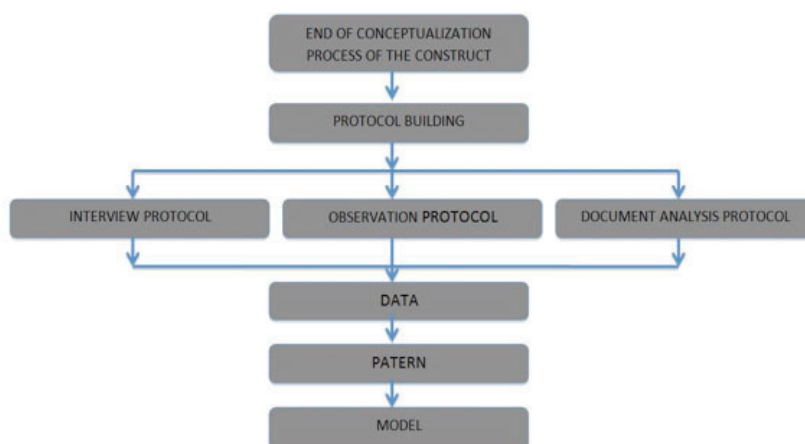 END OF CONCEPTUALIZATION
PROCESS OF THE CONSTRUCT
PROTOCOL BUILDING
INTERVIEW PROTOCOL
OBSERVATION PROTOCOL
DOCUMENT ANALYSIS PROTOCOL
DATA
PATERN
MODEL